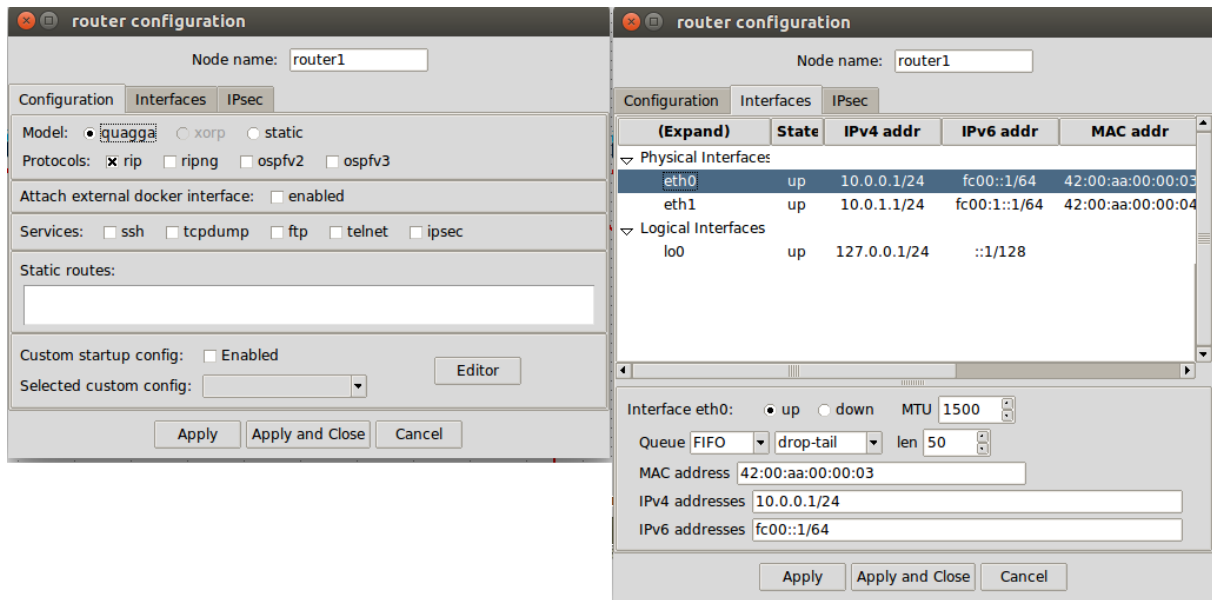 router configuration
Node name: router1
Configuration Interfaces IPsec
Model: quagga xorp static
Protocols: rip ripng ospfv2 ospfv3
Attach external docker interface: enabled
Services: ssh tcpdump ftp telnet ipsec
Static routes:
Custom startup config: Enabled
Editor
Selected custom config:
Apply Apply and Close Cancel
router configuration
Node name: router1
Configuration Interfaces IPsec
(Expand) State IPv4 addr IPv6 addr MAC addr
Physical Interfaces
eth0 up 10.0.0.1/24 fc00::1/64 42:00:aa:00:00:03
eth1 up 10.0.1.1/24 fc00:1::1/64 42:00:aa:00:00:04
Logical Interfaces
lo0 up 127.0.0.1/24 ::1/128
Interface eth0: up down MTU 1500
Queue FIFO drop-tail len 50
MAC address 42:00:aa:00:00:03
IPv4 addresses 10.0.0.1/24
IPv6 addresses fc00::1/64
Apply Apply and Close Cancel